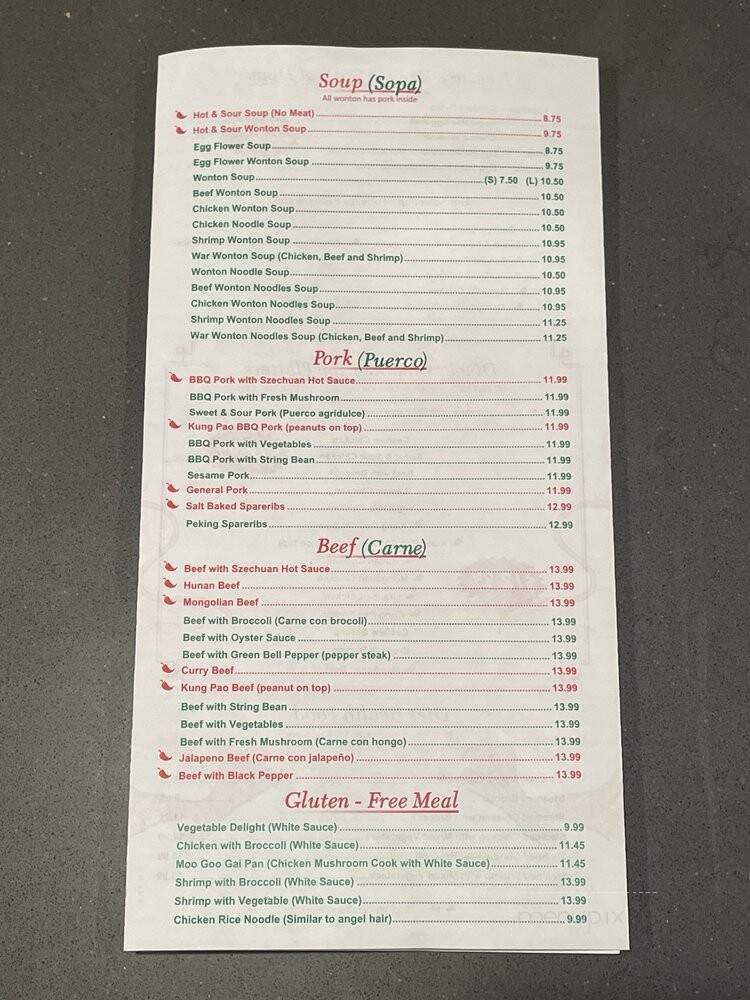 Soup (Sopa)
All wonton has pork inside
Hot & Sour Soup (No Meat) 8.75
Hot & Sour Wonton Soup 9.75
Egg Flower Soup 8.75
Egg Flower Wonton Soup 9.75
Wonton Soup (S) 7.50 (L) 10.50
Beef Wonton Soup 10.50
Chicken Wonton Soup 10.50
Chicken Noodle Soup 10.50
Shrimp Wonton Soup 10.95
War Wonton Soup (Chicken, Beef and Shrimp) 10.95
Wonton Noodle Soup 10.50
Beef Wonton Noodles Soup 10.95
Chicken Wonton Noodles Soup 10.95
Shrimp Wonton Noodles Soup 11.25
War Wonton Noodles Soup (Chicken, Beef and Shrimp) 11.25
Pork (Puerco)
BBQ Pork with Szechuan Hot Sauce 11.99
BBQ Pork with Fresh Mushroom 11.99
Sweet & Sour Pork (Puerco agridulce) 11.99
Kung Pao BBQ Pork (peanuts on top) 11.99
BBQ Pork with Vegetables 11.99
BBQ Pork with String Bean 11.99
Sesame Pork 11.99
General Pork 11.99
Salt Baked Spareribs 12.99
Peking Spareribs 12.99
Beef (Carne)
Beef with Szechuan Hot Sauce 13.99
Hunan Beef 13.99
Mongolian Beef 13.99
Beef with Broccoli (Carne con brocoli) 13.99
Beef with Oyster Sauce 13.99
Beef with Green Bell Pepper (pepper steak) 13.99
Curry Beef 13.99
Kung Pao Beef (peanut on top) 13.99
Beef with String Bean 13.99
Beef with Vegetables 13.99
Beef with Fresh Mushroom (Carne con hongo) 13.99
Jalapeno Beef (Carne con jalapeño) 13.99
Beef with Black Pepper 13.99
Gluten - Free Meal
Vegetable Delight (White Sauce) 9.99
Chicken with Broccoli (White Sauce) 11.45
Moo Goo Gai Pan (Chicken Mushroom Cook with White Sauce) 11.45
Shrimp with Broccoli (White Sauce) 13.99
Shrimp with Vegetable (White Sauce) 13.99
Chicken Rice Noodle (Similar to angel hair) 9.99